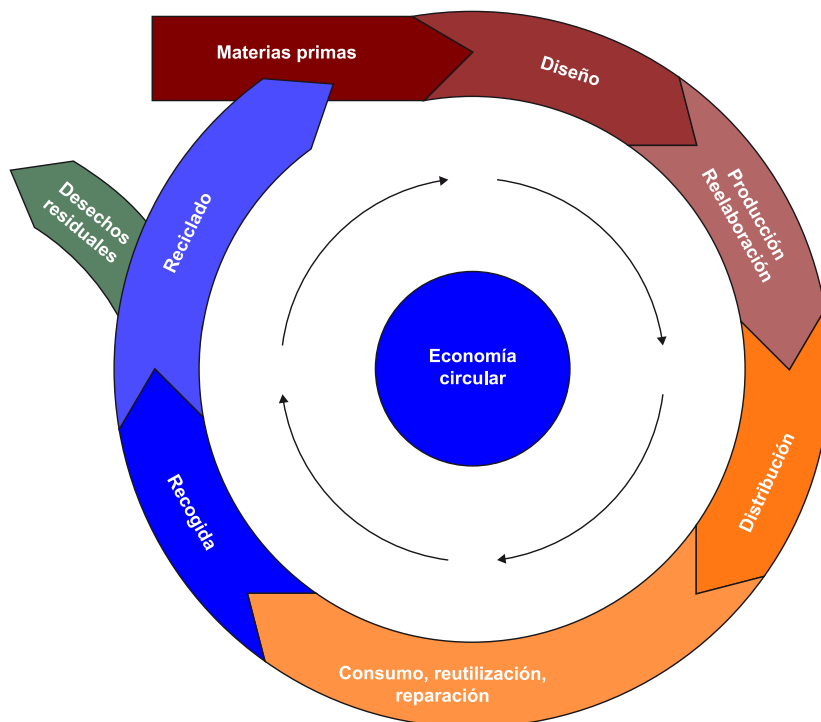 Materias primas
Diseño
Producción
Reelaboración
Distribución
Consumo, reutilización,
reparación
Recogida
Reciclado
Desechos
residuales
Economía
circular